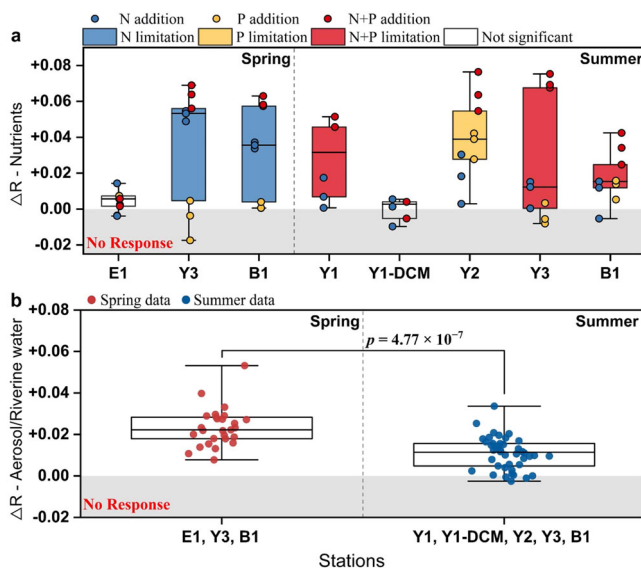 N addition P addition N+P addition
a N limitation P limitation N+P limitation Not significant
Spring Summer
+0.08
+0.06
+0.04
+0.02
0.00
-0.02
△R - Nutrients
No Response
E1 Y3 B1 Y1 Y1-DCM Y2 Y3 B1
b Spring data Summer data
Spring Summer
p = 4.77 × 10⁻⁷
+0.08
+0.06
+0.04
+0.02
0.00
-0.02
△R - Aerosol/Riverine water
No Response
E1, Y3, B1 Y1, Y1-DCM, Y2, Y3, B1
Stations